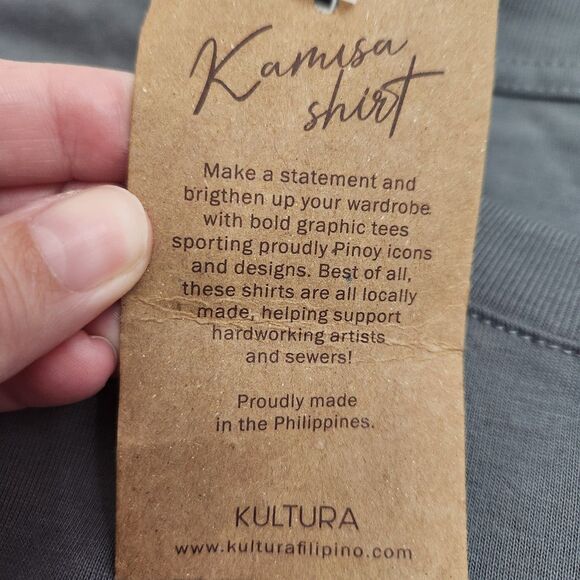 Kamisa
shirt
Make a statement and
brigthen up your wardrobe
with bold graphic tees
sporting proudly Pinoy icons
and designs. Best of all,
these shirts are all locally
made, helping support
hardworking artists
and sewers!
Proudly made
in the Philippines.
KULTURA
www.kulturafilipino.com